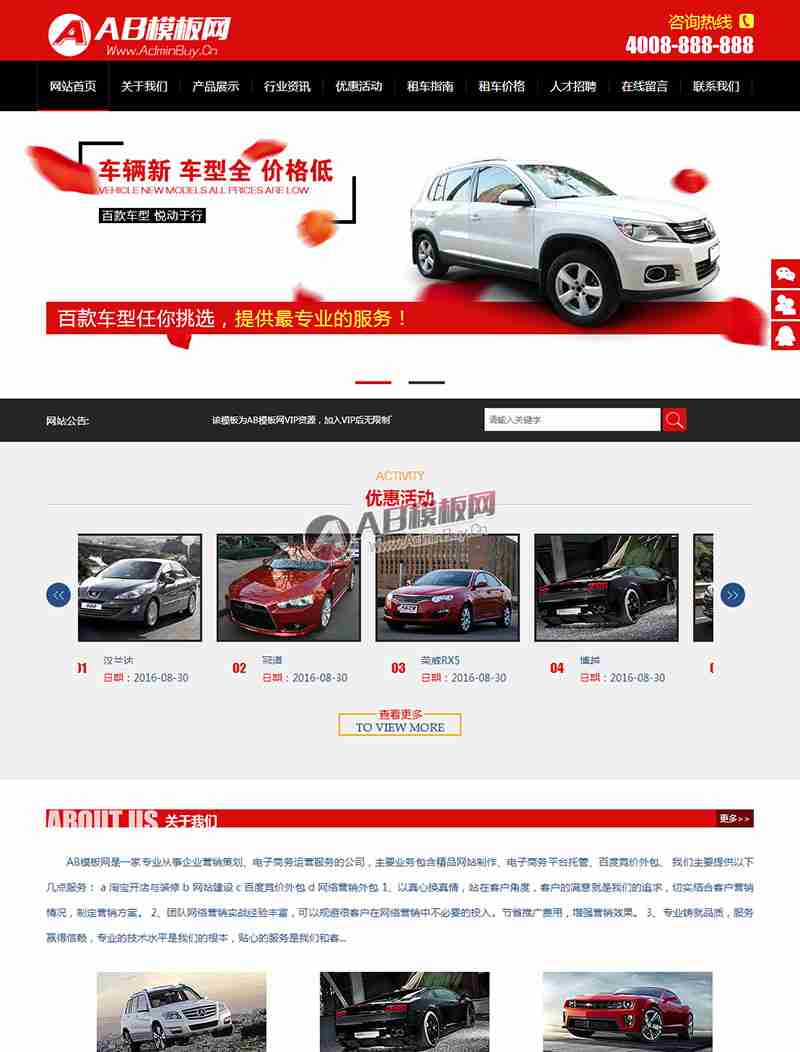 AB模板网
Www.AdminBuy.Cn
咨询热线
4008-888-888
网站首页 关于我们 产品展示 行业资讯 优惠活动 租车指南 租车价格 人才招聘 在线留言 联系我们
车辆新 车型全 价格低
VEHICLE NEW MODELS ALL PRICES ARE LOW
百款车型 悦动于行
百款车型任你挑选，提供最专业的服务！
网站公告: 该模板为AB模板网VIP资源，加入VIP后无限制 请输入关键字
ACTIVITY
优惠活动
AB模板网
Www.AdminBuy.Cn
01 汉兰达 02 冠道 03 荣威RX5 04 博越
日期：2016-08-30 日期：2016-08-30 日期：2016-08-30 日期：2016-08-30
查看更多
TO VIEW MORE
ABOUT US 关于我们 更多>>
AB模板网是一家专业从事企业营销策划、电子商务运营服务的公司，主要业务包含精品网站制作、电子商务平台托管、百度竞价外包、 我们主要提供以下
几点服务： a 淘宝开店与装修 b 网站建设 c 百度竞价外包 d 网络营销外包 1、以真心换真情，站在客户角度，客户的满意就是我们的追求，切实结合客户营销
情况，制定营销方案。 2、团队网络营销实战经验丰富，可以规避很客户在网络营销中不必要的投入。节省推广费用，增强营销效果。 3、专业铸就品质，服务
赢得信赖，专业的技术水平是我们的根本，贴心的服务是我们和客...